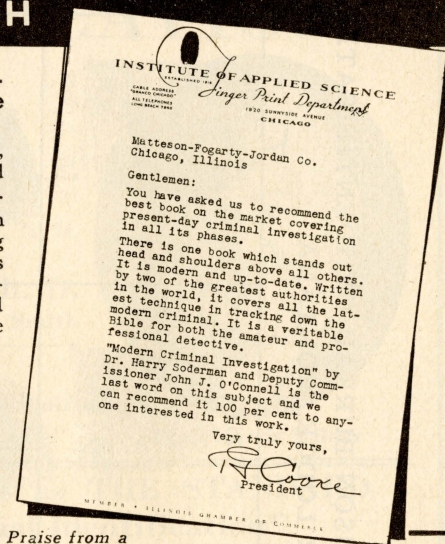 H
INSTITUTE OF APPLIED SCIENCE
ESTABLISHED 1916
Finger Print Department
CABLE ADDRESS
"GRANCO CHICAGO"
ALL TELEPHONES
LONG BEACH
1920 SUNNYSIDE AVENUE
CHICAGO
Matteson-Fogarty-Jordan Co.
Chicago, Illinois
Gentlemen:
You have asked us to recommend the
best book on the market covering
present-day criminal investigation
in all its phases.
There is one book which stands out
head and shoulders above all others.
It is modern and up-to-date. Written
by two of the greatest authorities
in the world, it covers all the lat-
est technique in tracking down the
modern criminal. It is a veritable
Bible for both the amateur and pro-
fessional detective.
"Modern Criminal Investigation" by
Dr. Harry Soderman and Deputy Comm-
issioner John J. O'Connell is the
last word on this subject and we
can recommend it 100 per cent to any-
one interested in this work.
Very truly yours,
Cooke
President
MEMBER • ILLINOIS CHAMBER OF COMMERCE
Praise from a